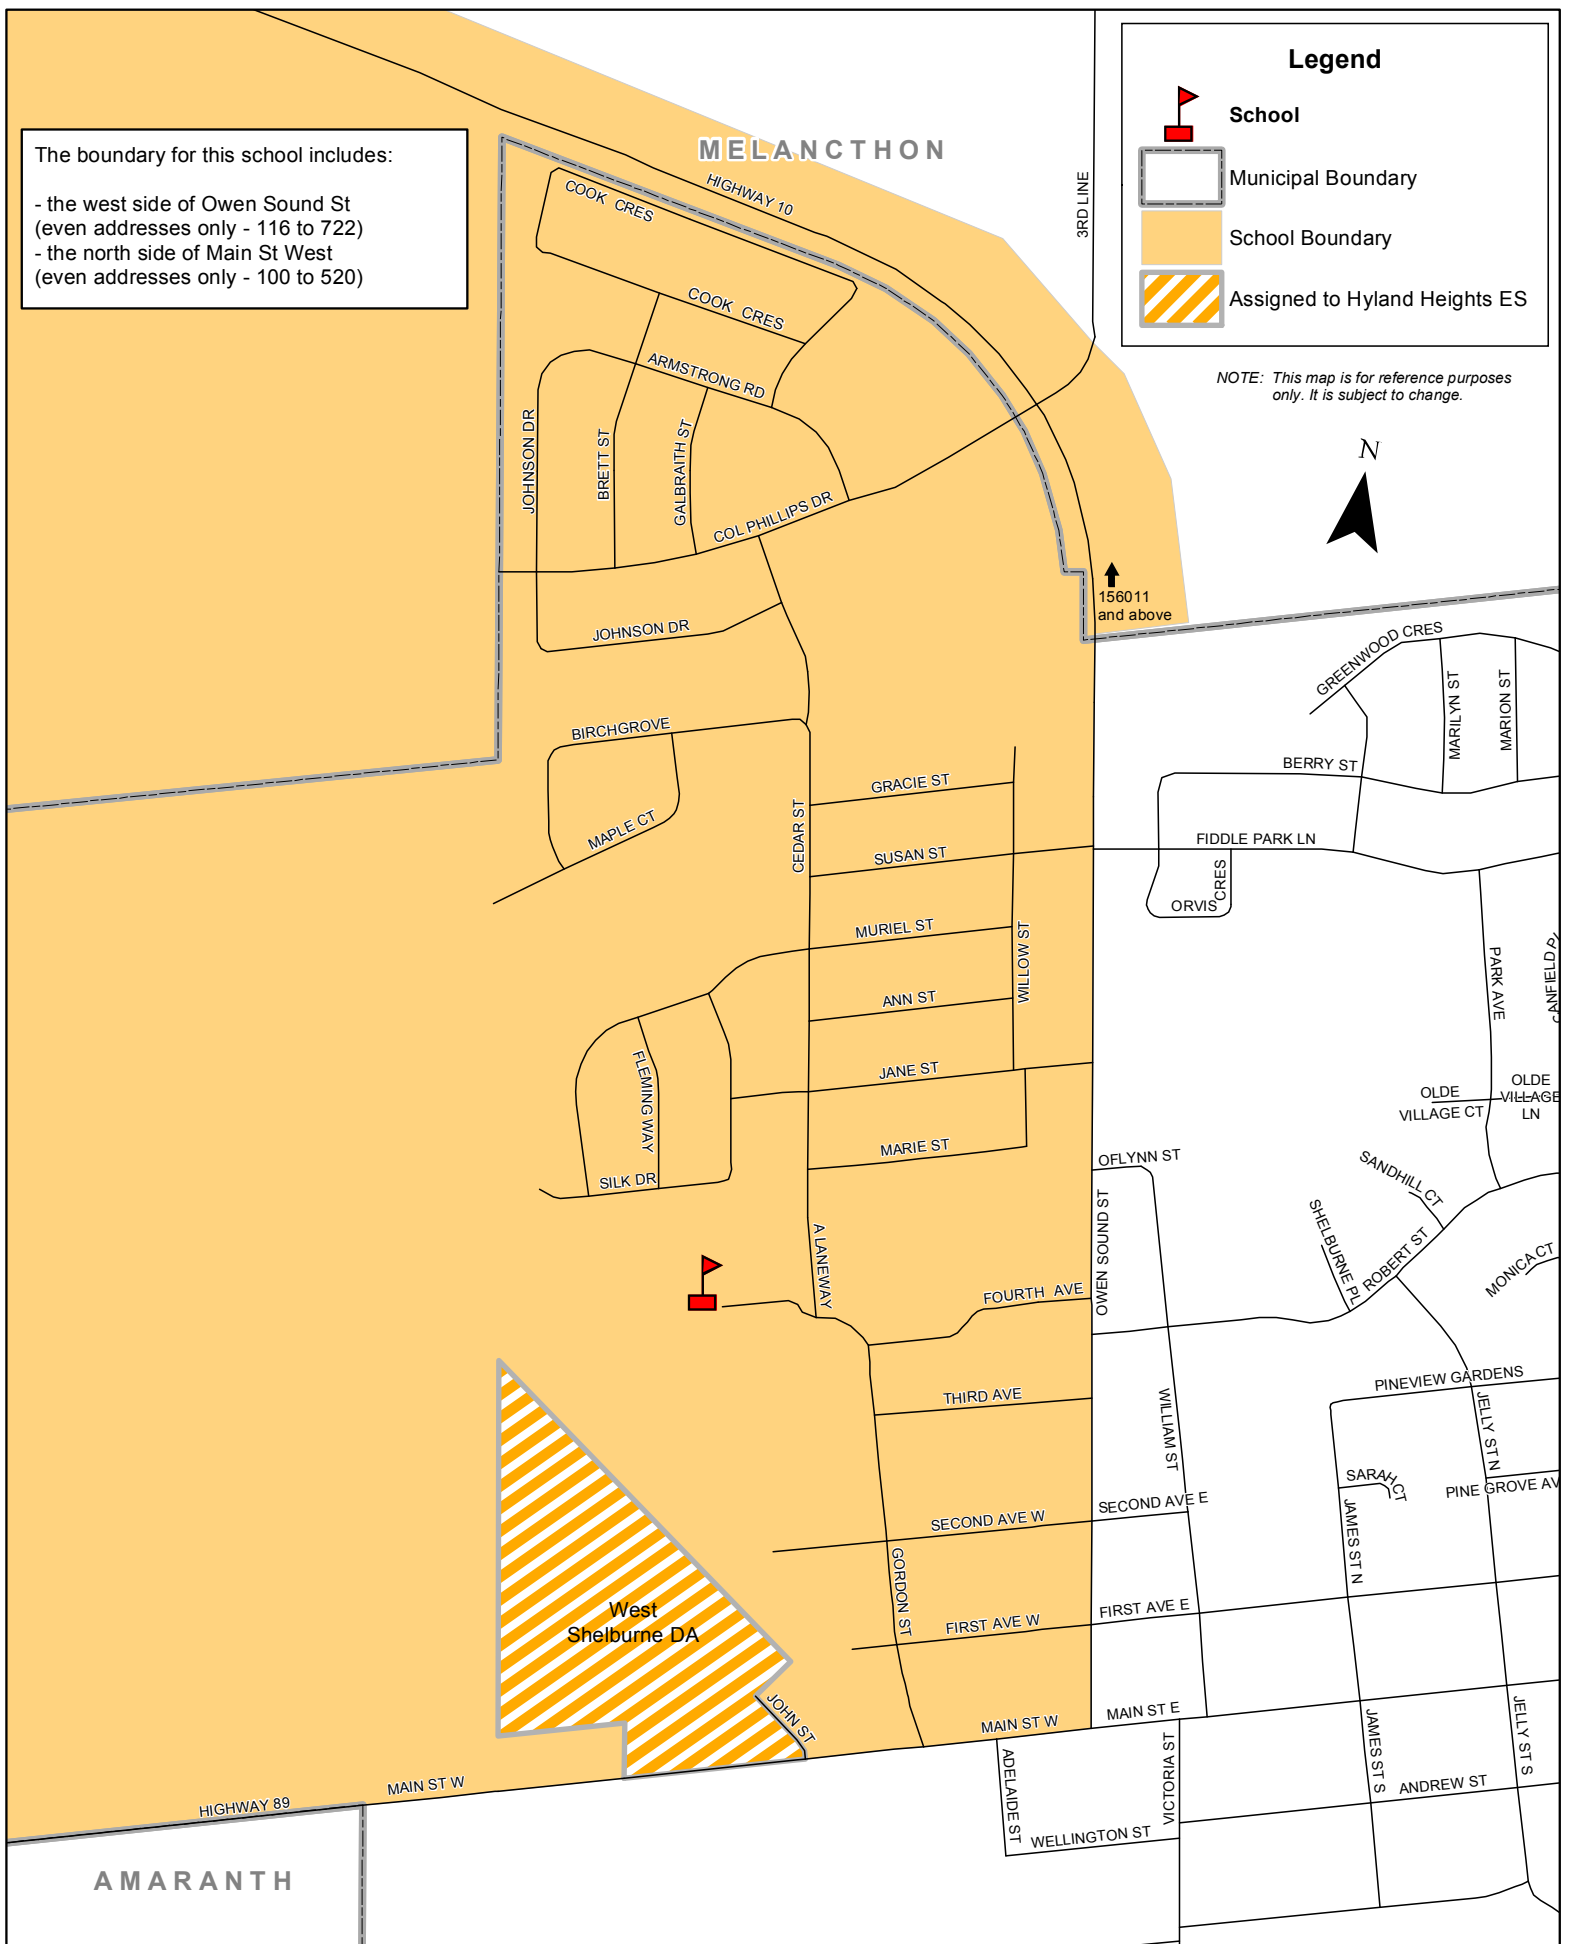 The boundary for this school includes:
- the west side of Owen Sound St
(even addresses only - 116 to 722)
- the north side of Main St West
(even addresses only - 100 to 520)
Legend
School
Municipal Boundary
School Boundary
Assigned to Hyland Heights ES
NOTE: This map is for reference purposes
only. It is subject to change.
N
MELANCTHON
HIGHWAY 10
3RD LINE
COOK CRES
COOK CRES
ARMSTRONG RD
JOHNSON DR
BRETT ST
GALBRAITH ST
COL PHILLIPS DR
156011
and above
JOHNSON DR
GREENWOOD CRES
MARILYN ST
MARION ST
BIRCHGROVE
BERRY ST
GRACIE ST
MAPLE CT
CEDAR ST
SUSAN ST
FIDDLE PARK LN
ORVIS
CRES
MURIEL ST
WILLOW ST
PARK AVE
CANFIELD PL
ANN ST
FLEMING WAY
JANE ST
OLDE
VILLAGE CT
OLDE
VILLAGE
LN
MARIE ST
OFLYNN ST
SILK DR
SANDHILL CT
OWEN SOUND ST
SHELBURNE PL
ROBERT ST
MONICA CT
A LANEWAY
FOURTH AVE
THIRD AVE
WILLIAM ST
PINEVIEW GARDENS
JELLY ST N
SARAH CT
PINE GROVE AV
SECOND AVE W
SECOND AVE E
JAMES ST N
GORDON ST
FIRST AVE W
FIRST AVE E
West
Shelburne DA
JOHN ST
MAIN ST W
MAIN ST E
ADELAIDE ST
VICTORIA ST
JAMES ST S
JELLY ST S
ANDREW ST
WELLINGTON ST
MAIN ST W
HIGHWAY 89
AMARANTH